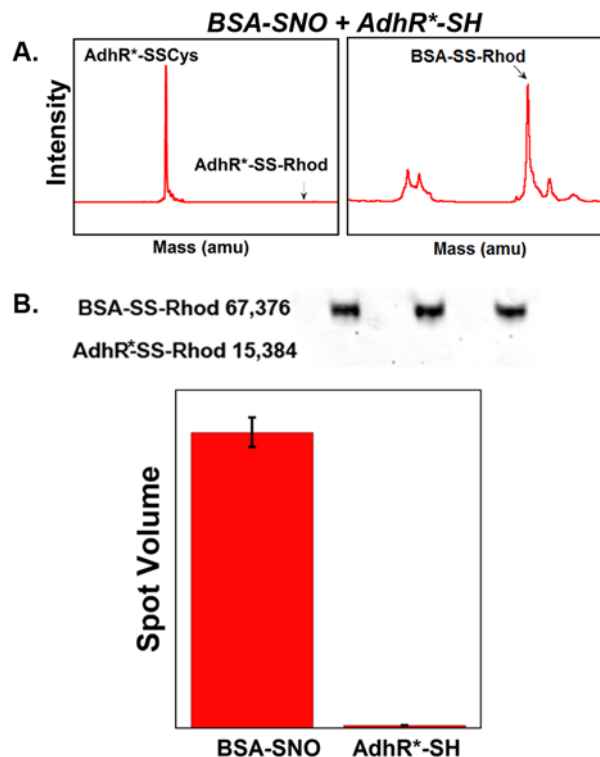 BSA-SNO + AdhR*-SH
A.
AdhR*-SSCys
AdhR*-SS-Rhod
BSA-SS-Rhod
Intensity
Mass (amu)
Mass (amu)
B.
BSA-SS-Rhod 67,376
AdhR*-SS-Rhod 15,384
Spot Volume
BSA-SNO
AdhR*-SH